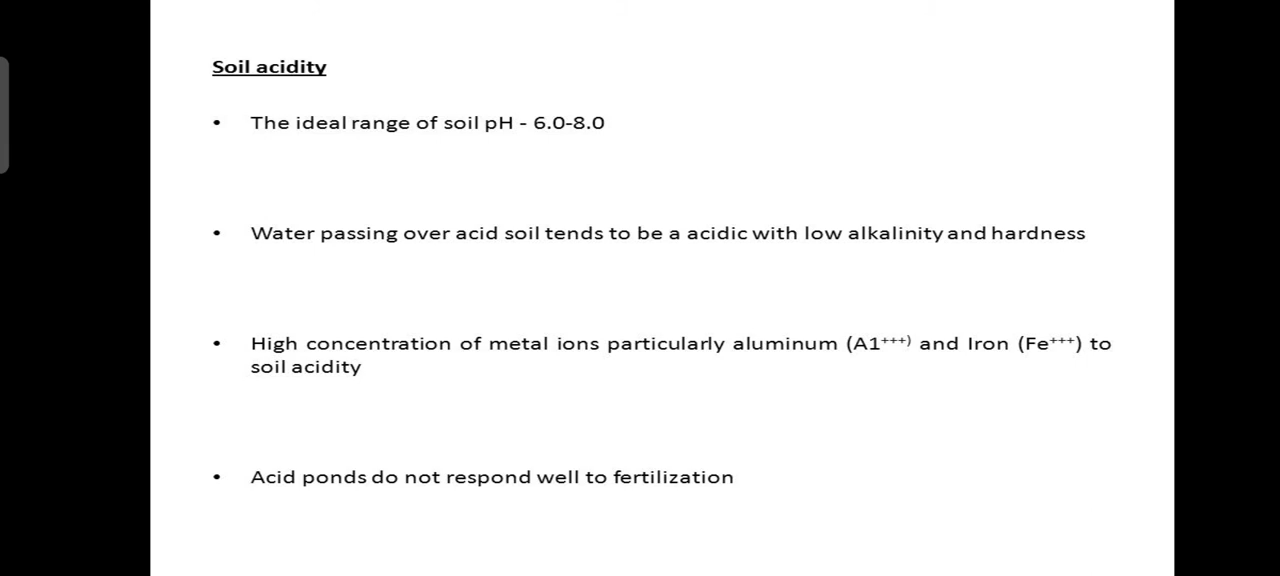 Soil acidity
• The ideal range of soil pH - 6.0-8.0
• Water passing over acid soil tends to be a acidic with low alkalinity and hardness
• High concentration of metal ions particularly aluminum (A1⁺⁺⁺⁾ and Iron (Fe⁺⁺⁺) to
soil acidity
• Acid ponds do not respond well to fertilization